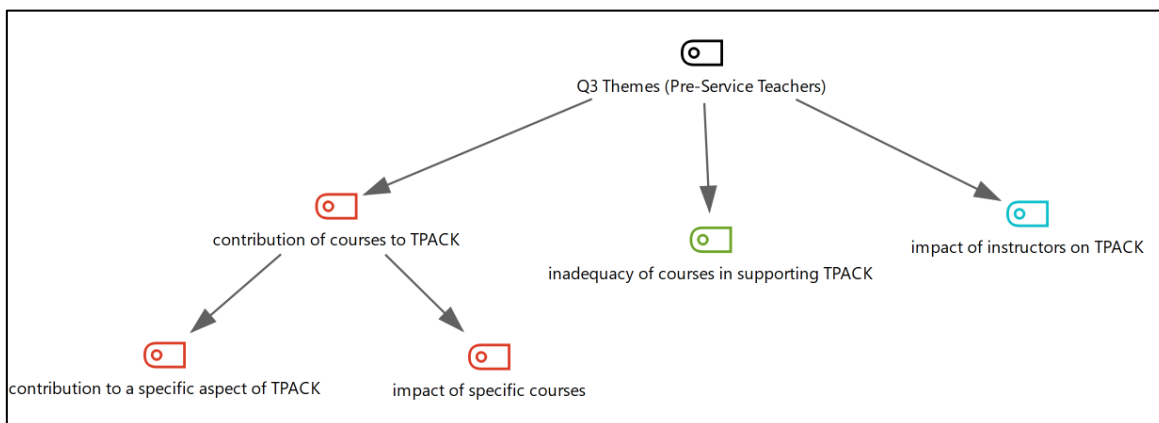 Q3 Themes (Pre-Service Teachers)
contribution of courses to TPACK
inadequacy of courses in supporting TPACK
impact of instructors on TPACK
contribution to a specific aspect of TPACK
impact of specific courses